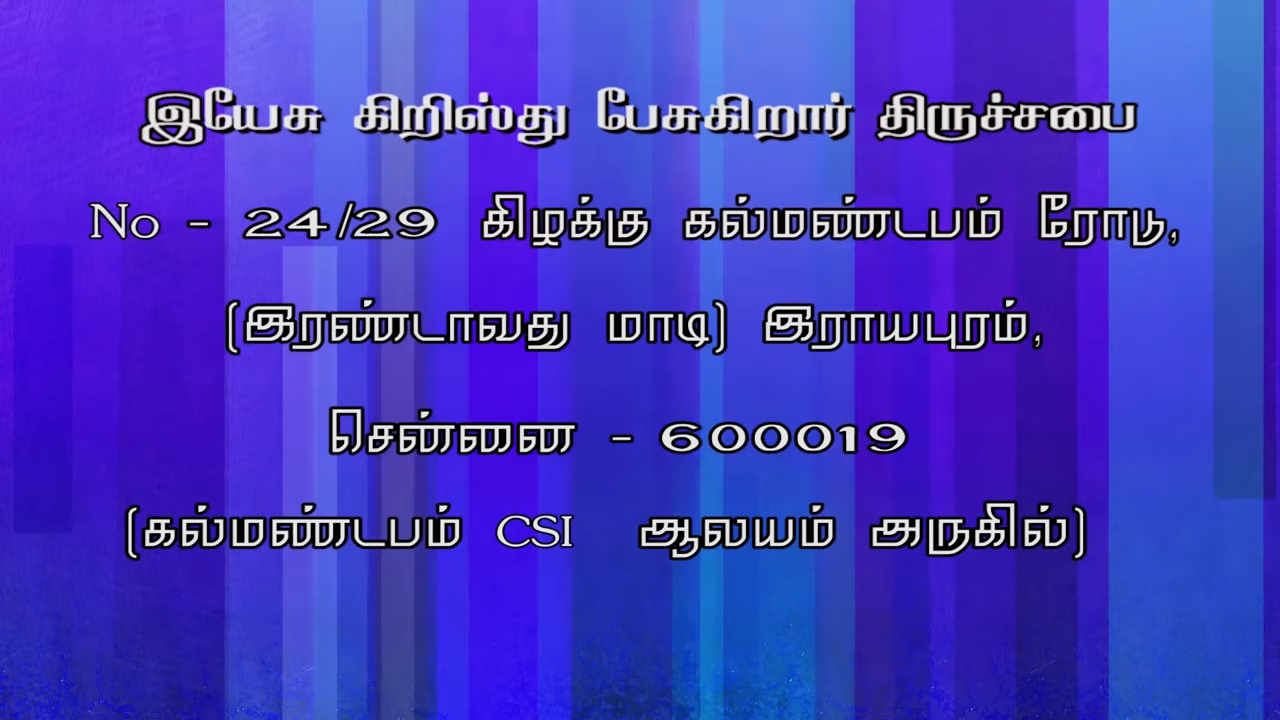 இயேசு கிறிஸ்து பேசுகிறார் திருச்சபை
No - 24/29 கிழக்கு கல்மண்டபம் ரோடு,
(இரண்டாவது மாடி) இராயபுரம்,
சென்னை - 600019
(கல்மண்டபம் CSI ஆலயம் அருகில்)